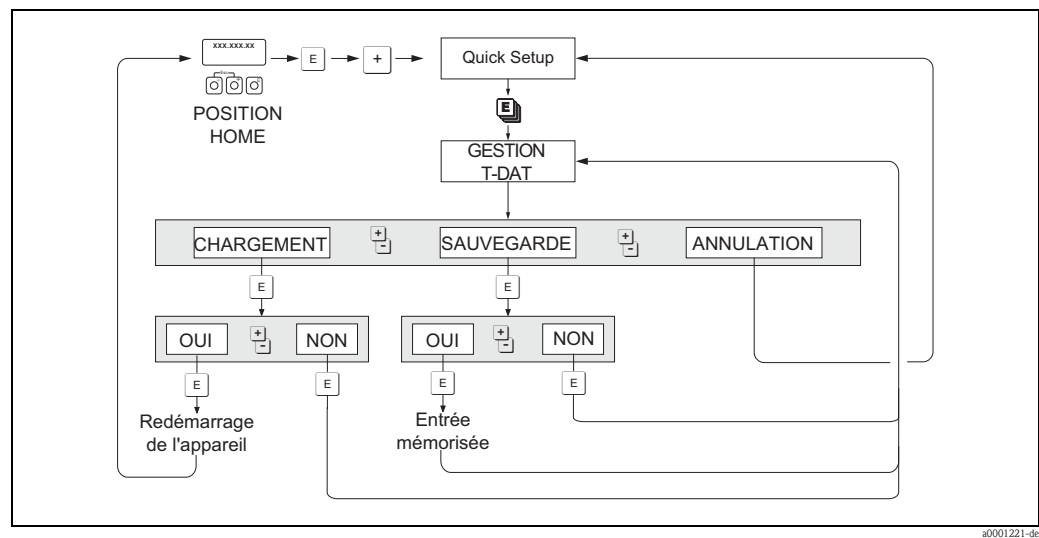 xxx.xxx.xx
E
+
Quick Setup
POSITION
HOME
E
GESTION
T-DAT
CHARGEMENT
+
-
SAUVEGARDE
+
-
ANNULATION
E
E
OUI
+
-
NON
OUI
+
-
NON
E
E
E
E
Redémarrage
de l'appareil
Entrée
mémorisée
a0001221-de